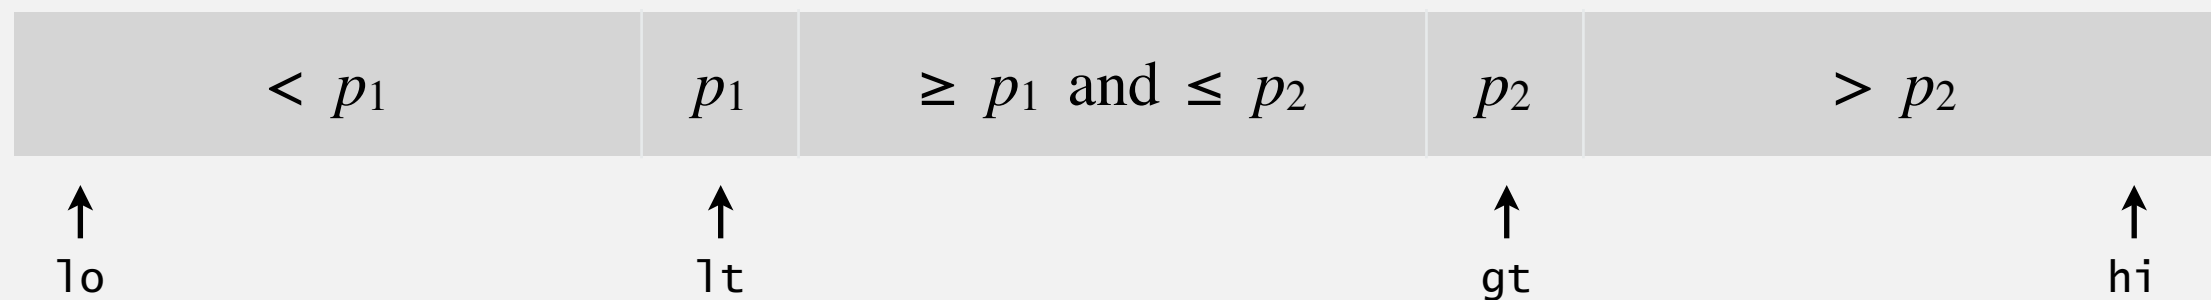 < p1 p1 ≥ p1 and ≤ p2 p2 > p2
lo lt gt hi